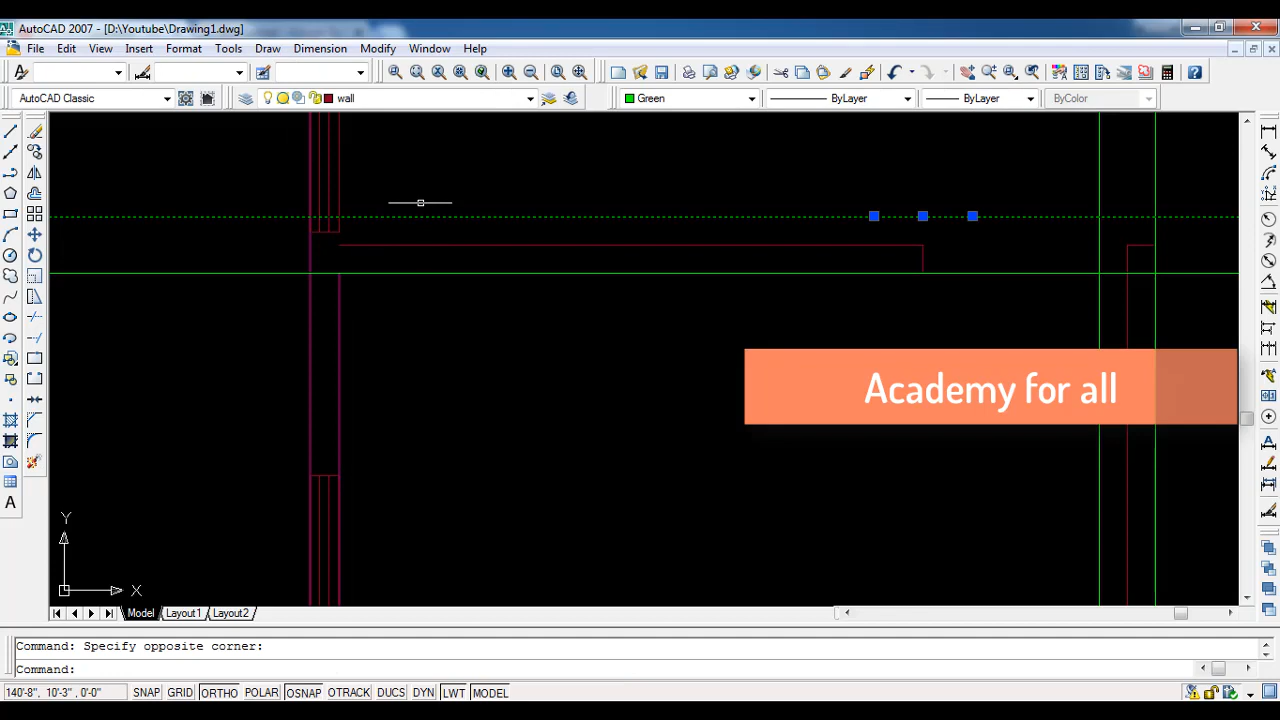 AutoCAD 2007 - [D:\Youtube\Drawing1.dwg]
File Edit View Insert Format Tools Draw Dimension Modify Window Help
AutoCAD Classic wall Green ByLayer ByLayer ByColor
Academy for all
Y
X
A
Model Layout1 Layout2
Command: Specify opposite corner:
Command:
140'-8", 10'-3", 0'-0" SNAP GRID ORTHO POLAR OSNAP OTRACK DUCS DYN LWT MODEL